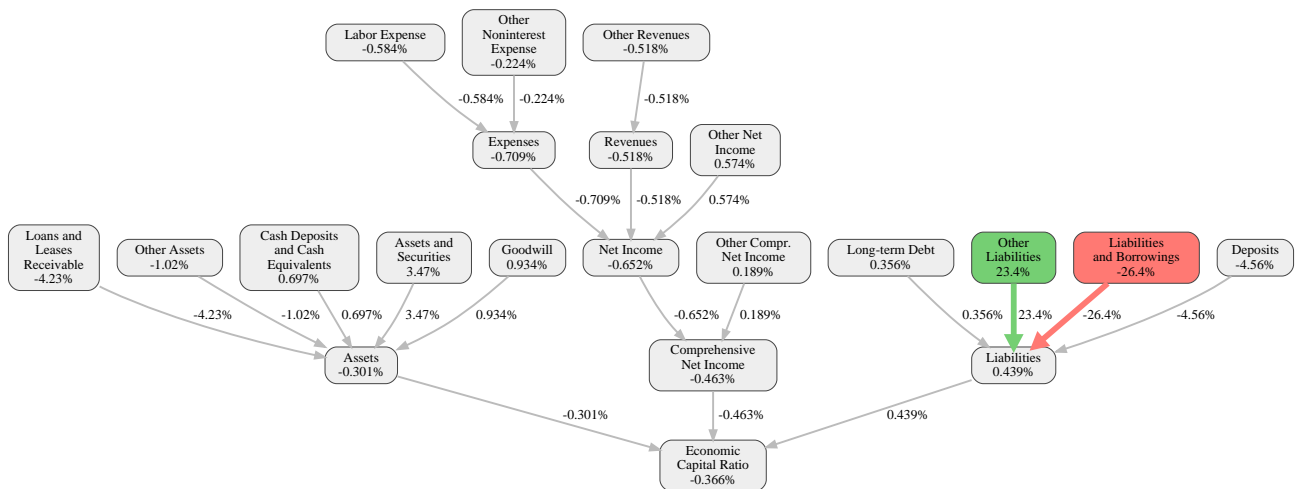 Labor Expense
-0.584%
Other
Noninterest
Expense
-0.224%
Other Revenues
-0.518%
-0.584%
-0.224%
-0.518%
Expenses
-0.709%
Revenues
-0.518%
Other Net
Income
0.574%
-0.709%
-0.518%
0.574%
Loans and
Leases
Receivable
-4.23%
Other Assets
-1.02%
Cash Deposits
and Cash
Equivalents
0.697%
Assets and
Securities
3.47%
Goodwill
0.934%
Net Income
-0.652%
Other Compr.
Net Income
0.189%
Long-term Debt
0.356%
Other
Liabilities
23.4%
Liabilities
and Borrowings
-26.4%
Deposits
-4.56%
-4.23%
-1.02%
0.697%
3.47%
0.934%
-0.652%
0.189%
0.356%
23.4%
-26.4%
-4.56%
Assets
-0.301%
Comprehensive
Net Income
-0.463%
Liabilities
0.439%
-0.301%
-0.463%
0.439%
Economic
Capital Ratio
-0.366%